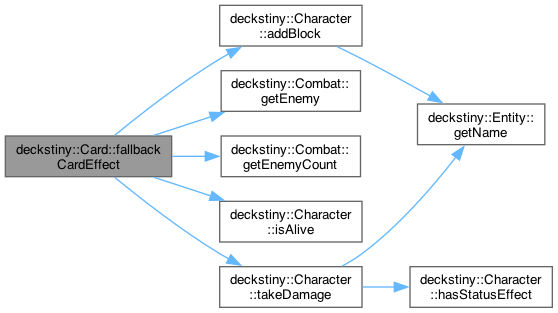 deckstiny::Card::fallback
CardEffect
deckstiny::Character
::addBlock
deckstiny::Combat::
getEnemy
deckstiny::Combat::
getEnemyCount
deckstiny::Character
::isAlive
deckstiny::Character
::takeDamage
deckstiny::Entity::
getName
deckstiny::Character
::hasStatusEffect